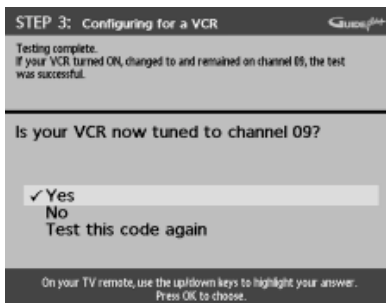 STEP 3: Configuring for a VCR
GUIDE Plus+
Testing complete.
If your VCR turned ON, changed to and remained on channel 09, the test
was successful.
Is your VCR now tuned to channel 09?
✓ Yes
No
Test this code again
On your TV remote, use the up/down keys to highlight your answer.
Press OK to choose.